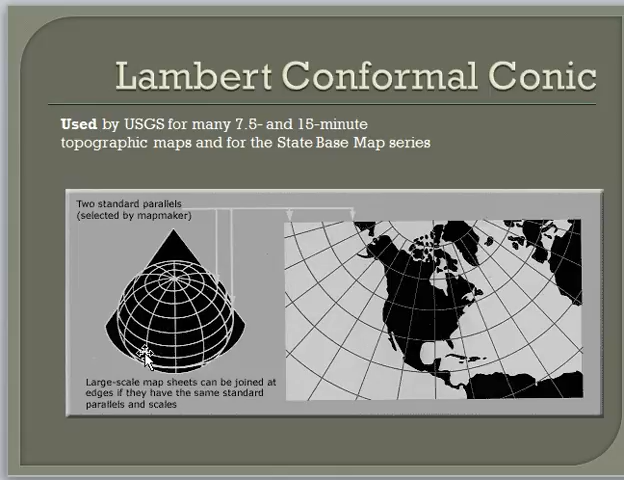 Lambert Conformal Conic
Used by USGS for many 7.5- and 15-minute
topographic maps and for the State Base Map series
Two standard parallels
(selected by mapmaker)
Large-scale map sheets can be joined at
edges if they have the same standard
parallels and scales